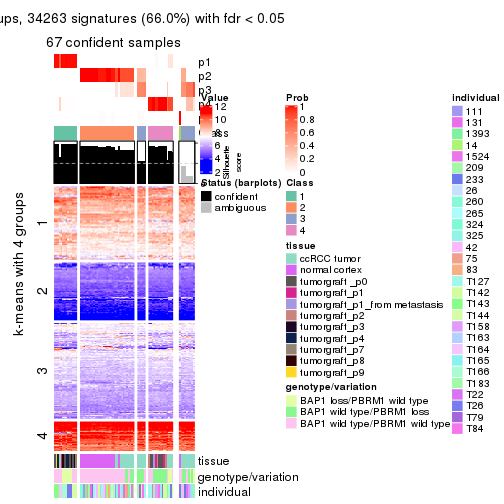 ups, 34263 signatures (66.0%) with fdr < 0.05
67 confident samples
p1
p2
p3
p4
Value
12
10
8
6
4
2
0
Silhouette
score
Prob
1
0.8
0.6
0.4
0.2
0
Status (barplots)
confident
ambiguous
Class
1
2
3
4
tissue
ccRCC tumor
normal cortex
tumorgraft _p0
tumorgraft_p1
tumorgraft_p1_from metastasis
tumorgraft_p2
tumorgraft_p3
tumorgraft_p4
tumorgraft_p7
tumorgraft_p8
tumorgraft_p9
genotype/variation
BAP1 loss/PBRM1 wild type
BAP1 wild type/PBRM1 loss
BAP1 wild type/PBRM1 wild type
individual
111
131
1393
14
1524
209
233
26
260
265
324
325
42
75
83
T127
T142
T143
T144
T158
T163
T164
T165
T166
T183
T22
T26
T79
T84
k-means with 4 groups
1
2
3
4
tissue
genotype/variation
individual